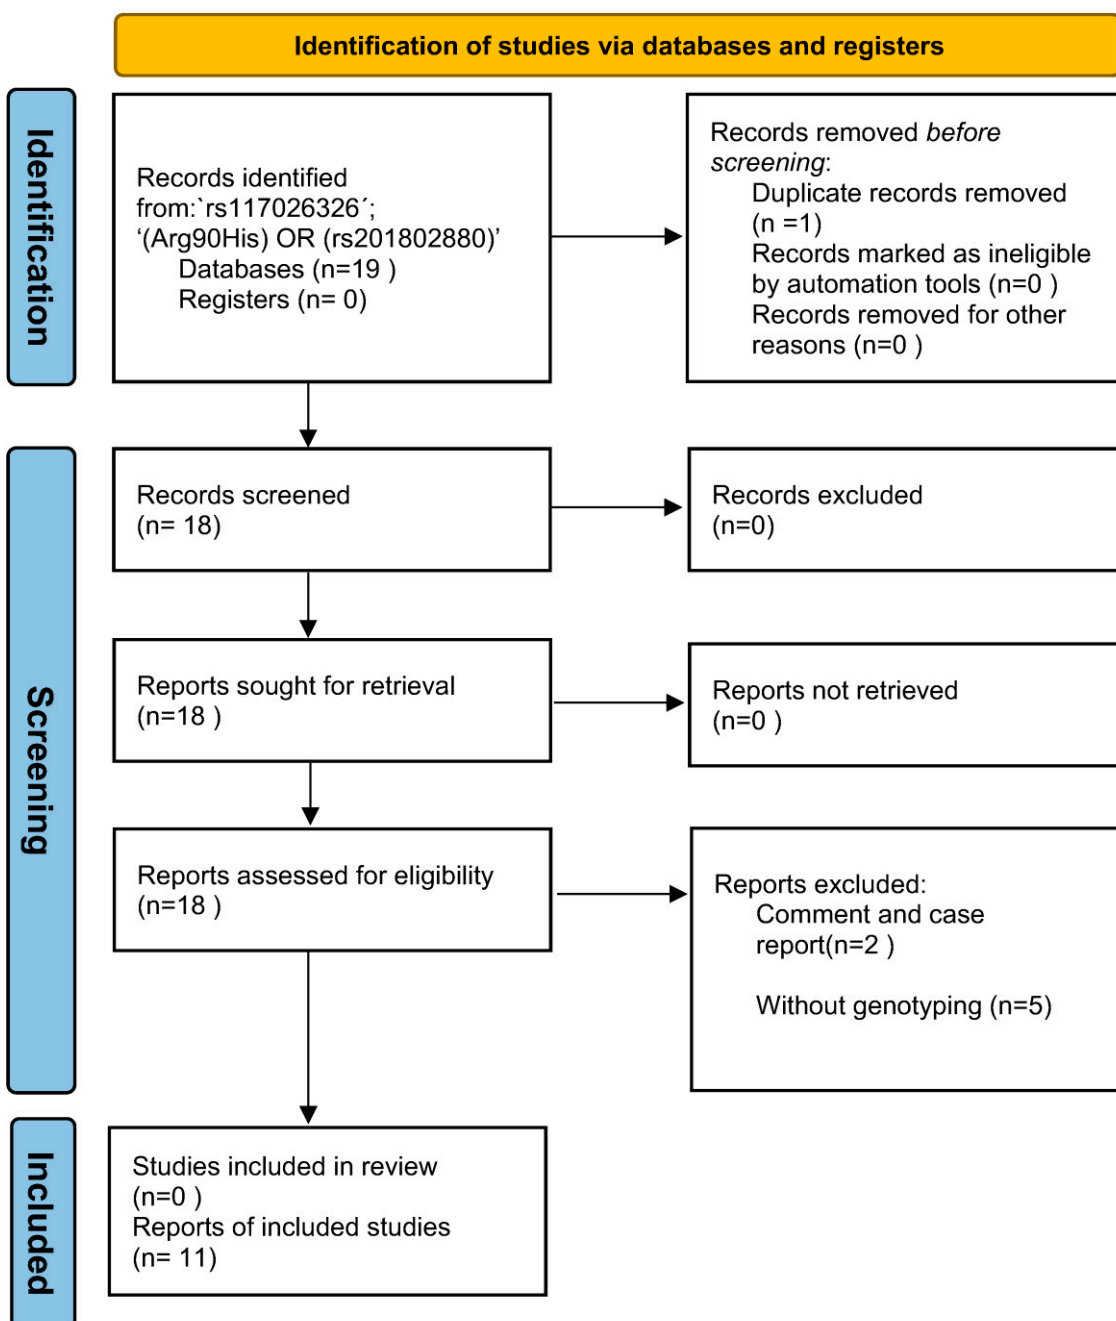 Identification of studies via databases and registers
Identification
Records identified
from:`rs117026326´;
‘(Arg90His) OR (rs201802880)’
Databases (n=19 )
Registers (n= 0)
Records removed before
screening:
Duplicate records removed
(n =1)
Records marked as ineligible
by automation tools (n=0 )
Records removed for other
reasons (n=0 )
Screening
Records screened
(n= 18)
Records excluded
(n=0)
Reports sought for retrieval
(n=18 )
Reports not retrieved
(n=0 )
Reports assessed for eligibility
(n=18 )
Reports excluded:
Comment and case
report(n=2 )
Without genotyping (n=5)
Included
Studies included in review
(n=0 )
Reports of included studies
(n= 11)